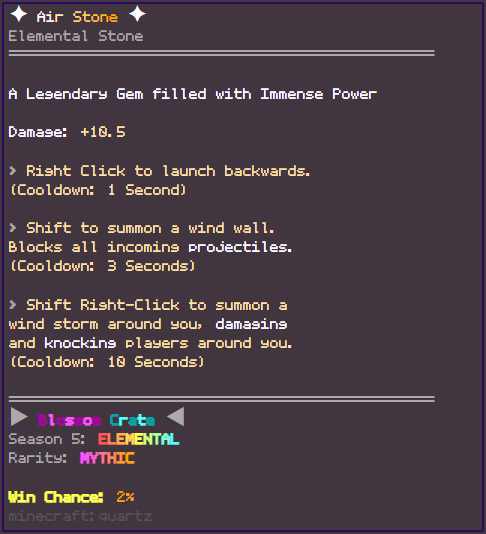 ✦ Air Stone ✦
Elemental Stone
A Legendary Gem filled with Immense Power
Damage: +10.5
> Right Click to launch backwards.
(Cooldown: 1 Second)
> Shift to summon a wind wall.
Blocks all incoming projectiles.
(Cooldown: 3 Seconds)
> Shift Right-Click to summon a
wind storm around you, damaging
and knocking players around you.
(Cooldown: 10 Seconds)
▶ Blossom Crate ◀
Season 5: ELEMENTAL
Rarity: MYTHIC
Win Chance: 2%
minecraft:quartz